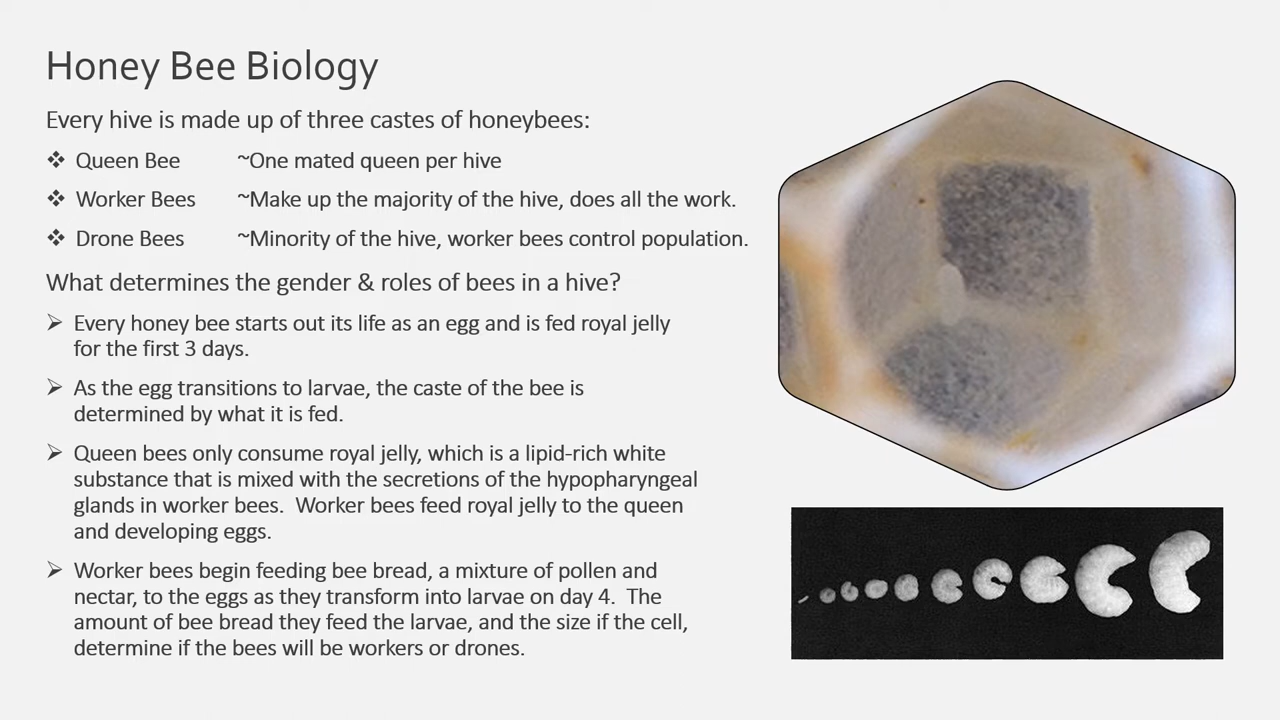 Honey Bee Biology
Every hive is made up of three castes of honeybees:
❖ Queen Bee ~One mated queen per hive
❖ Worker Bees ~Make up the majority of the hive, does all the work.
❖ Drone Bees ~Minority of the hive, worker bees control population.
What determines the gender & roles of bees in a hive?
➢ Every honey bee starts out its life as an egg and is fed royal jelly
for the first 3 days.
➢ As the egg transitions to larvae, the caste of the bee is
determined by what it is fed.
➢ Queen bees only consume royal jelly, which is a lipid-rich white
substance that is mixed with the secretions of the hypopharyngeal
glands in worker bees.  Worker bees feed royal jelly to the queen
and developing eggs.
➢ Worker bees begin feeding bee bread, a mixture of pollen and
nectar, to the eggs as they transform into larvae on day 4.  The
amount of bee bread they feed the larvae, and the size if the cell,
determine if the bees will be workers or drones.